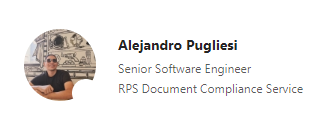 Alejandro Pugliesi
Senior Software Engineer
RPS Document Compliance Service